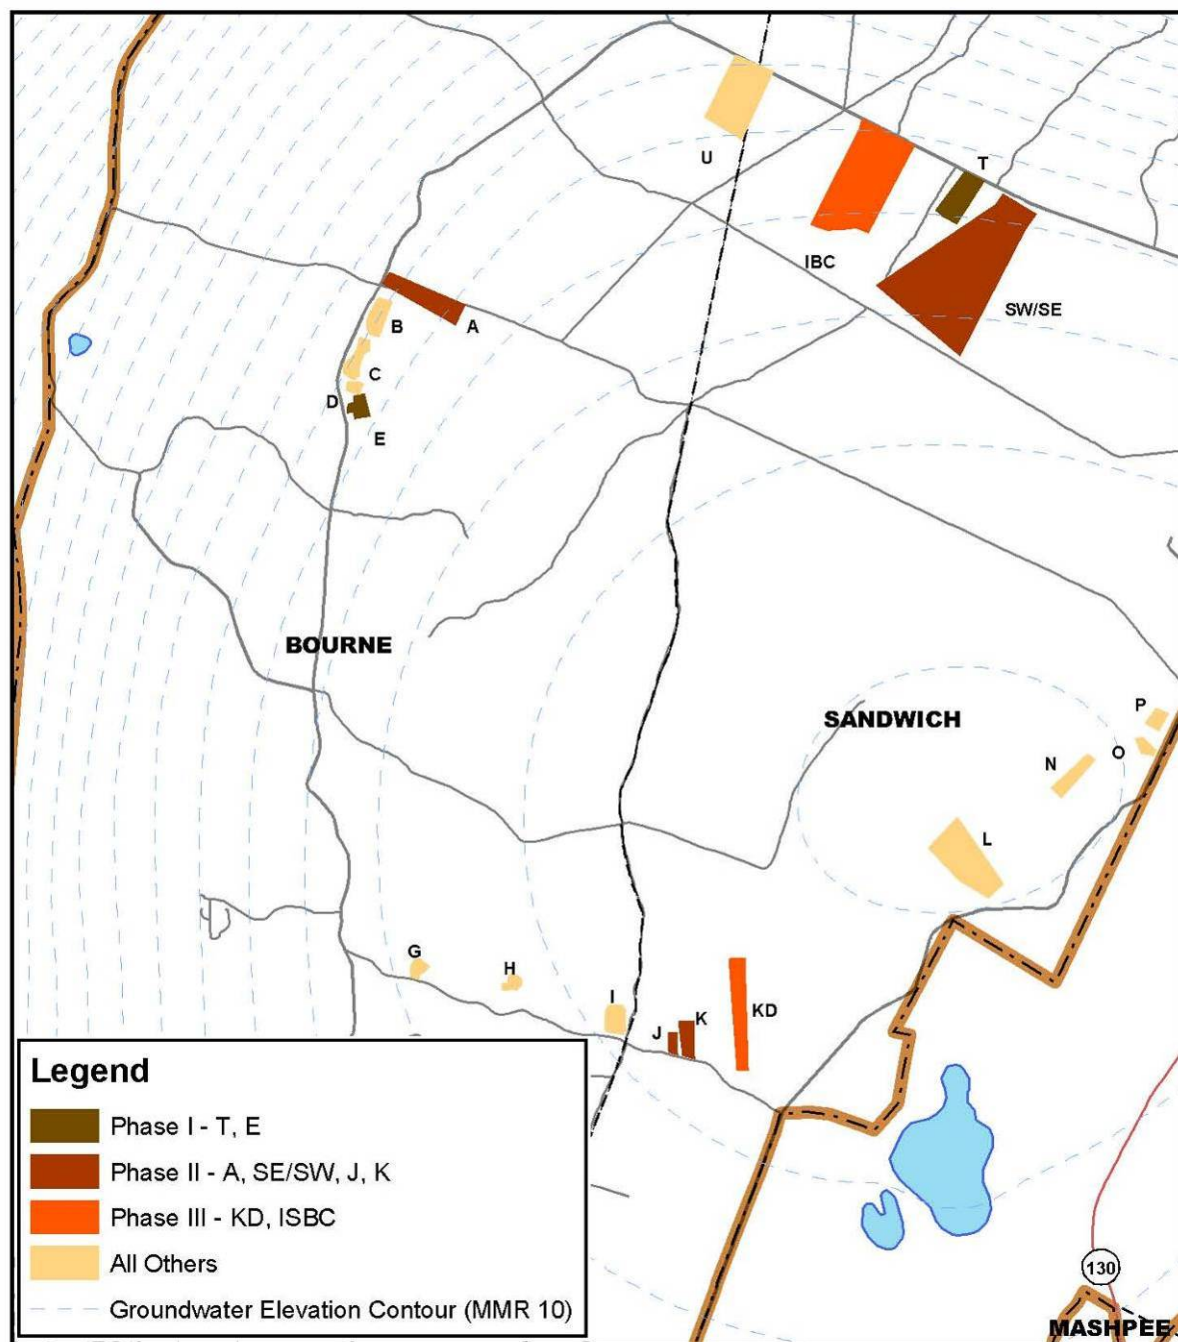 U
T
IBC
SW/SE
B
A
C
D
E
BOURNE
SANDWICH
P
O
N
L
G
H
I
J
K
KD
Legend
Phase I - T, E
Phase II - A, SE/SW, J, K
Phase III - KD, ISBC
All Others
Groundwater Elevation Contour (MMR 10)
130
MASHPEE